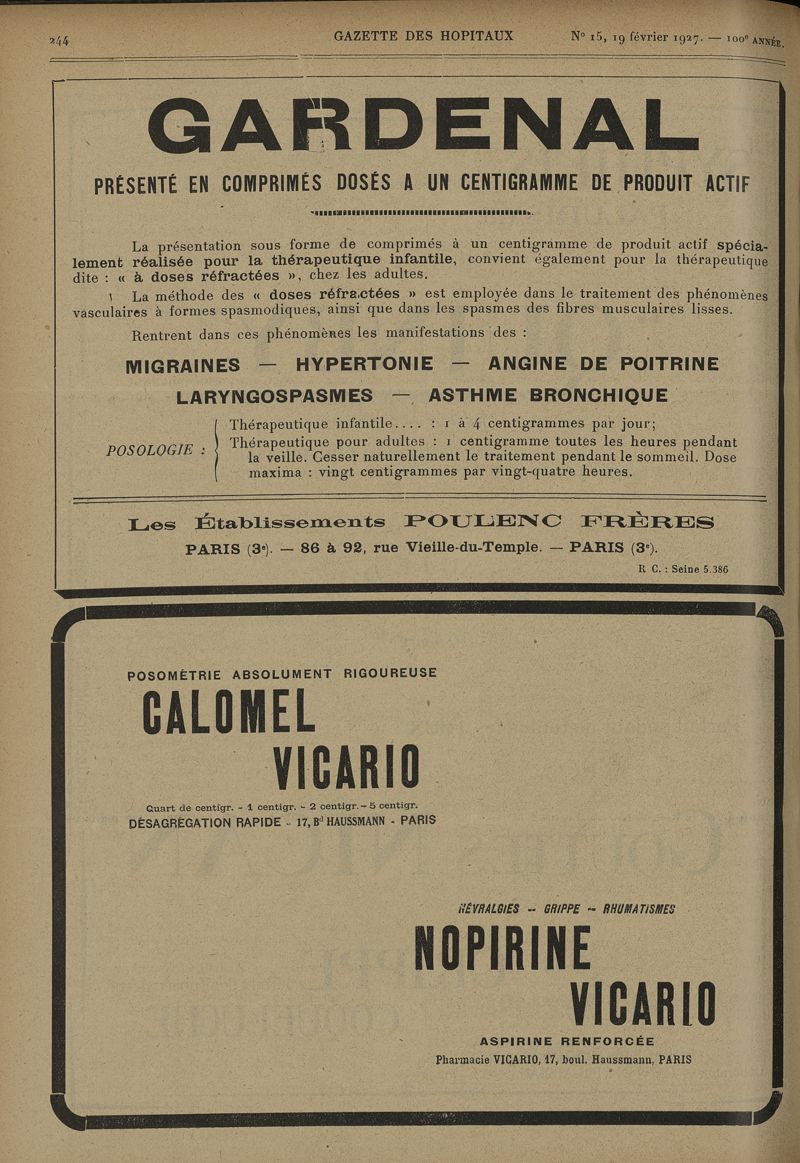 244
GAZETTE DES HOPITAUX
N° 15, 19 février 1927. — 100e ANNÉE.
GARDENAL
PRÉSENTÉ EN COMPRIMÉS DOSÉS A UN CENTIGRAMME DE PRODUIT ACTIF
La présentation sous forme de comprimés à un centigramme de produit actif spécia-
lement réalisée pour la thérapeutique infantile, convient également pour la thérapeutique
dite : « à doses réfractées », chez les adultes.
La méthode des « doses réfractées » est employée dans le traitement des phénomènes
vasculaires à formes spasmodiques, ainsi que dans les spasmes des fibres musculaires lisses.
Rentrent dans ces phénomènes les manifestations des :
MIGRAINES — HYPERTONIE — ANGINE DE POITRINE
LARYNGOSPASMES — ASTHME BRONCHIQUE
POSOLOGIE :
Thérapeutique infantile.... : 1 à 4 centigrammes par jour;
Thérapeutique pour adultes : 1 centigramme toutes les heures pendant
la veille. Cesser naturellement le traitement pendant le sommeil. Dose
maxima : vingt centigrammes par vingt-quatre heures.
Les Établissements POULENC FRÈRES
PARIS (3e). — 86 à 92, rue Vieille-du-Temple. — PARIS (3e).
R. C. : Seine 5.386
POSOMÉTRIE ABSOLUMENT RIGOUREUSE
CALOMEL
VICARIO
Quart de centigr. - 1 centigr. - 2 centigr. - 5 centigr.
DÉSAGRÉGATION RAPIDE - 17, Bd HAUSSMANN - PARIS
NÉVRALGIES -- GRIPPE -- RHUMATISMES
NOPIRINE
VICARIO
ASPIRINE RENFORCÉE
Pharmacie VICARIO, 17, boul. Haussmann, PARIS